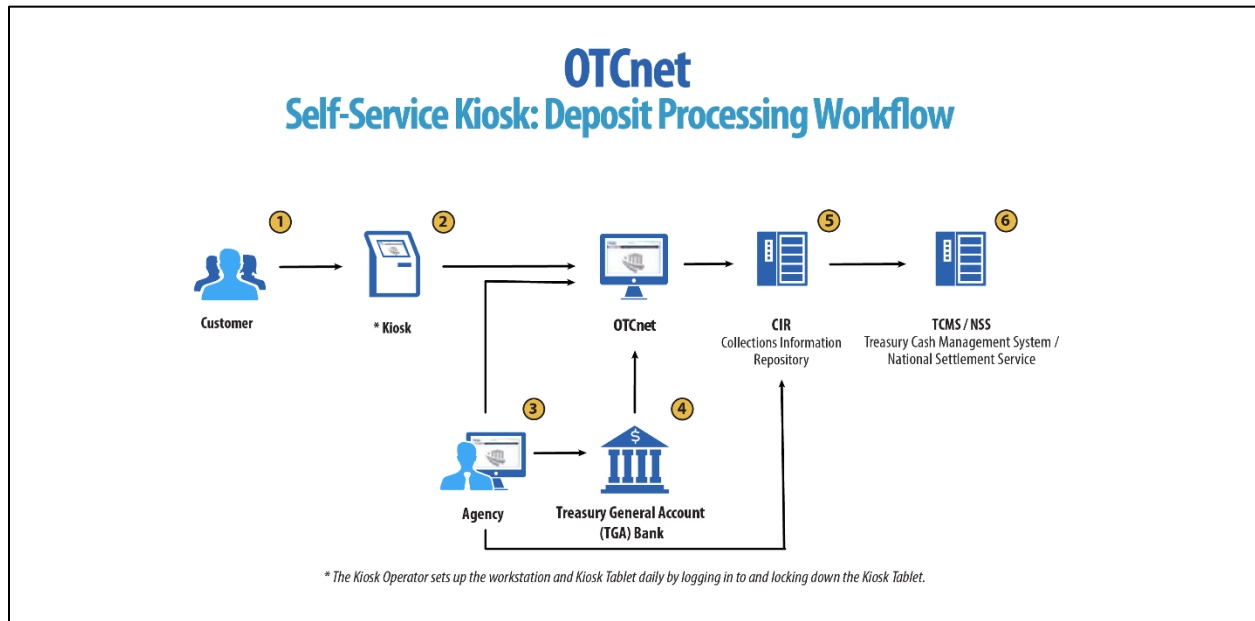 OTCnet
Self-Service Kiosk: Deposit Processing Workflow
1
2
5
6
Customer
* Kiosk
OTCnet
CIR
Collections Information
Repository
TCMS / NSS
Treasury Cash Management System /
National Settlement Service
3
4
$
Agency
Treasury General Account
(TGA) Bank
* The Kiosk Operator sets up the workstation and Kiosk Tablet daily by logging in to and locking down the Kiosk Tablet.